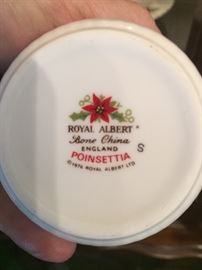 ROYAL ALBERT®
Bone China
ENGLAND
S
POINSETTIA
© 1976 ROYAL ALBERT LTD